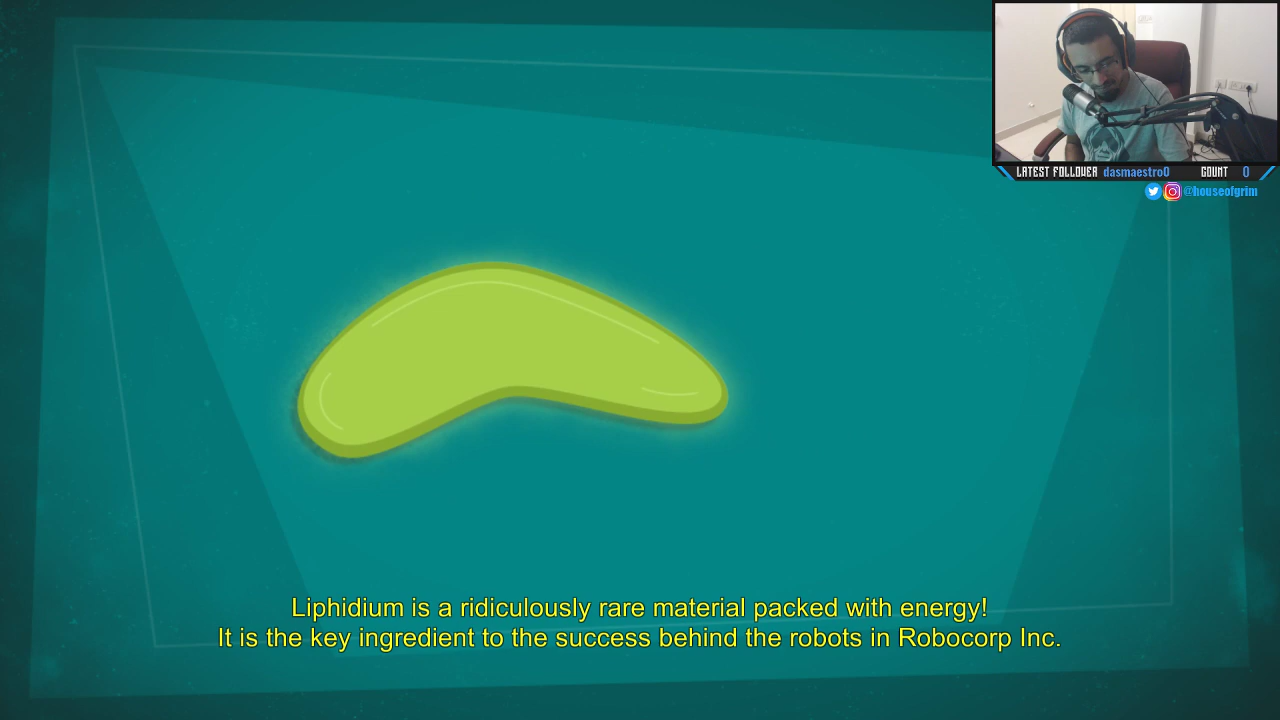 LATEST FOLLOWER dasmaestro0 COUNT 0
@houseofgrim
Liphidium is a ridiculously rare material packed with energy!
It is the key ingredient to the success behind the robots in Robocorp Inc.